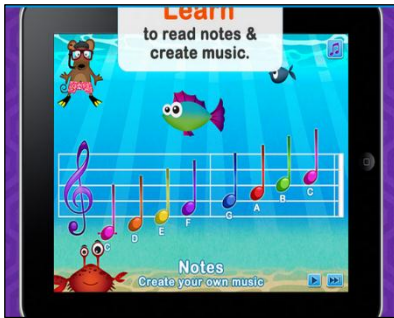 Learn
to read notes &
create music.
C D E F G A B C
Notes
Create your own music